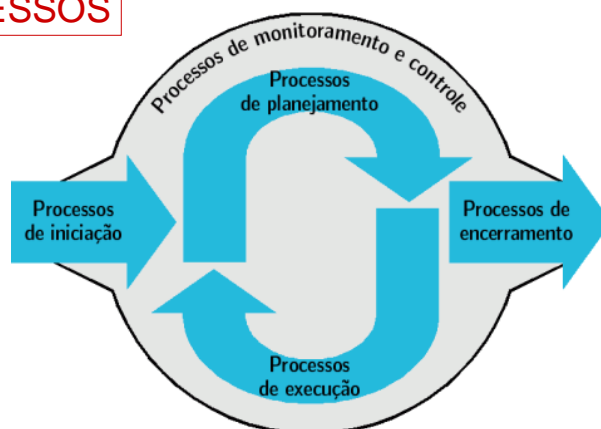 ESSOS
Processos de monitoramento e controle
Processos
de planejamento
Processos
de iniciação
Processos de
encerramento
Processos
de execução